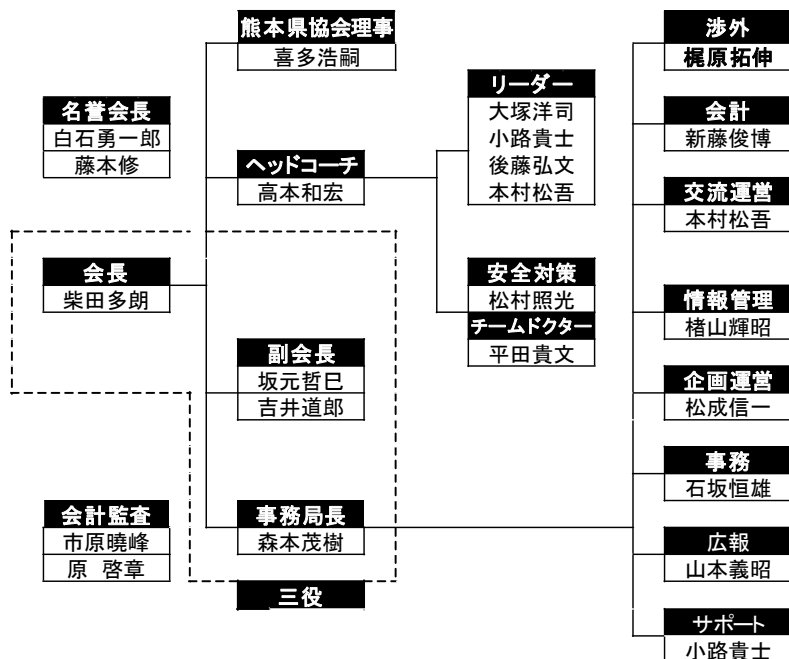 熊本県協会理事
喜多浩嗣
名誉会長
白石勇一郎
藤本修
ヘッドコーチ
高本和宏
リーダー
大塚洋司
小路貴士
後藤弘文
本村松吾
会長
柴田多朗
安全対策
松村照光
チームドクター
平田貴文
副会長
坂元哲巳
吉井道郎
会計監査
市原曉峰
原 啓章
事務局長
森本茂樹
三役
渉外
梶原拓伸
会計
新藤俊博
交流運営
本村松吾
情報管理
楮山輝昭
企画運営
松成信一
事務
石坂恒雄
広報
山本義昭
サポート
小路貴士